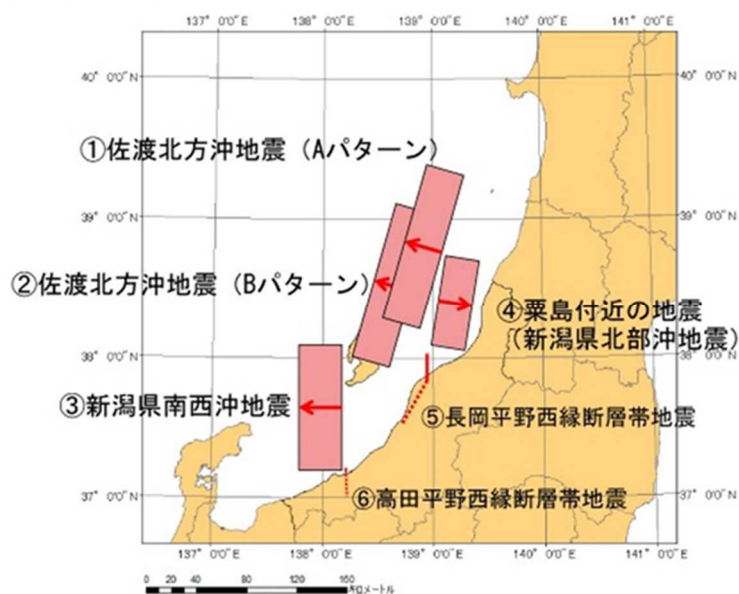 137° 0'0"E 138° 0'0"E 139° 0'0"E 140° 0'0"E 141° 0'0"E
40° 0'0"N 40° 0'0"N
①佐渡北方沖地震（Aパターン）
39° 0'0"N 39° 0'0"N
②佐渡北方沖地震（Bパターン）
④粟島付近の地震
（新潟県北部沖地震）
38° 0'0"N 38° 0'0"N
③新潟県南西沖地震
⑤長岡平野西縁断層帯地震
37° 0'0"N 37° 0'0"N
⑥高田平野西縁断層帯地震
137° 0'0"E 138° 0'0"E 139° 0'0"E 140° 0'0"E 141° 0'0"E
0 20 40 80 120 160
キロメートル